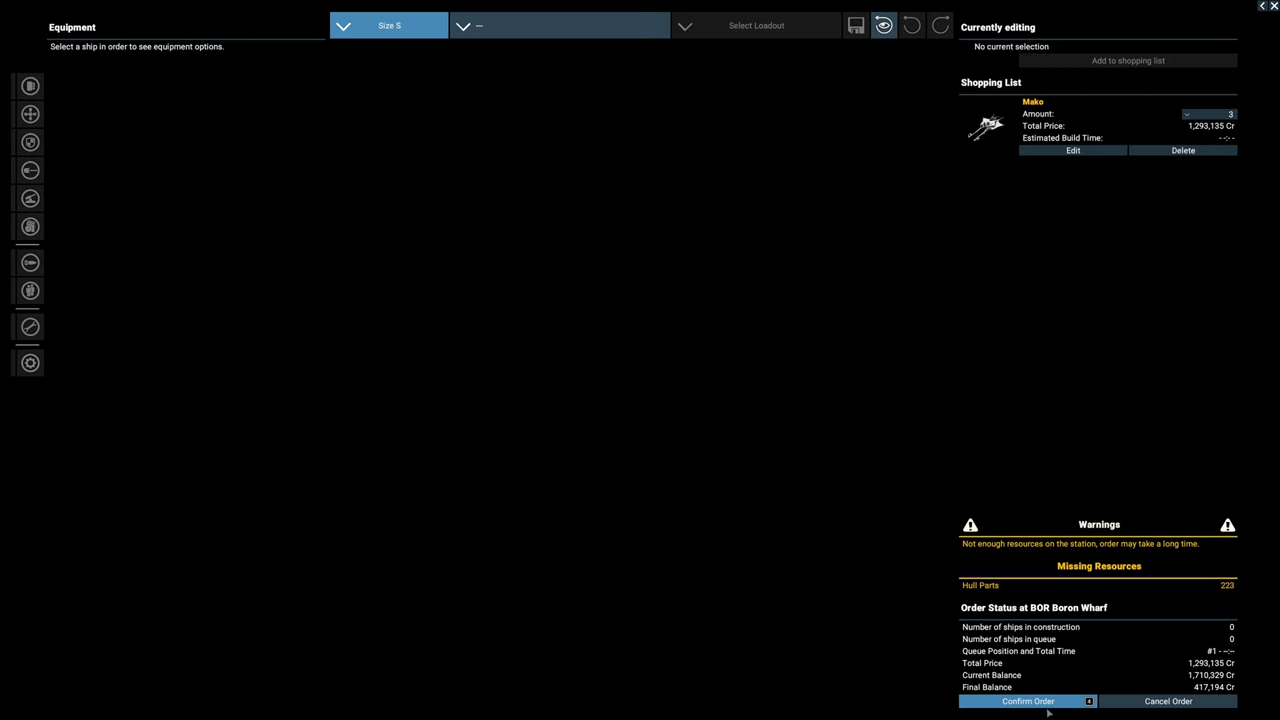 Equipment
Select a ship in order to see equipment options.
Size S
—
Select Loadout
Currently editing
No current selection
Add to shopping list
Shopping List
Mako
Amount: 3
Total Price: 1,293,135 Cr
Estimated Build Time: --:--
Edit
Delete
Warnings
Not enough resources on the station, order may take a long time.
Missing Resources
Hull Parts 223
Order Status at BOR Boron Wharf
Number of ships in construction 0
Number of ships in queue 0
Queue Position and Total Time #1 - --:--
Total Price 1,293,135 Cr
Current Balance 1,710,329 Cr
Final Balance 417,194 Cr
Confirm Order 4
Cancel Order